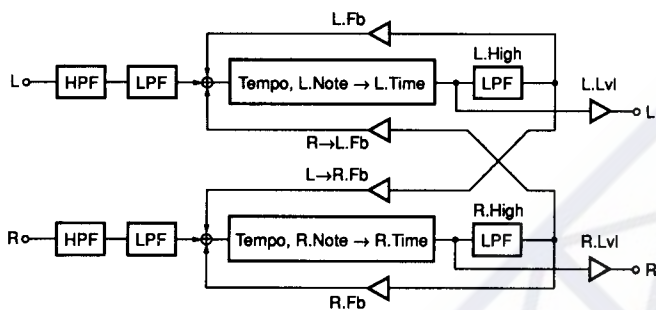 L.Fb
L.High
L HPF LPF Tempo, L.Note → L.Time LPF L.Lvl L
R→L.Fb
L→R.Fb
R.High
R HPF LPF Tempo, R.Note → R.Time LPF R.Lvl R
R.Fb